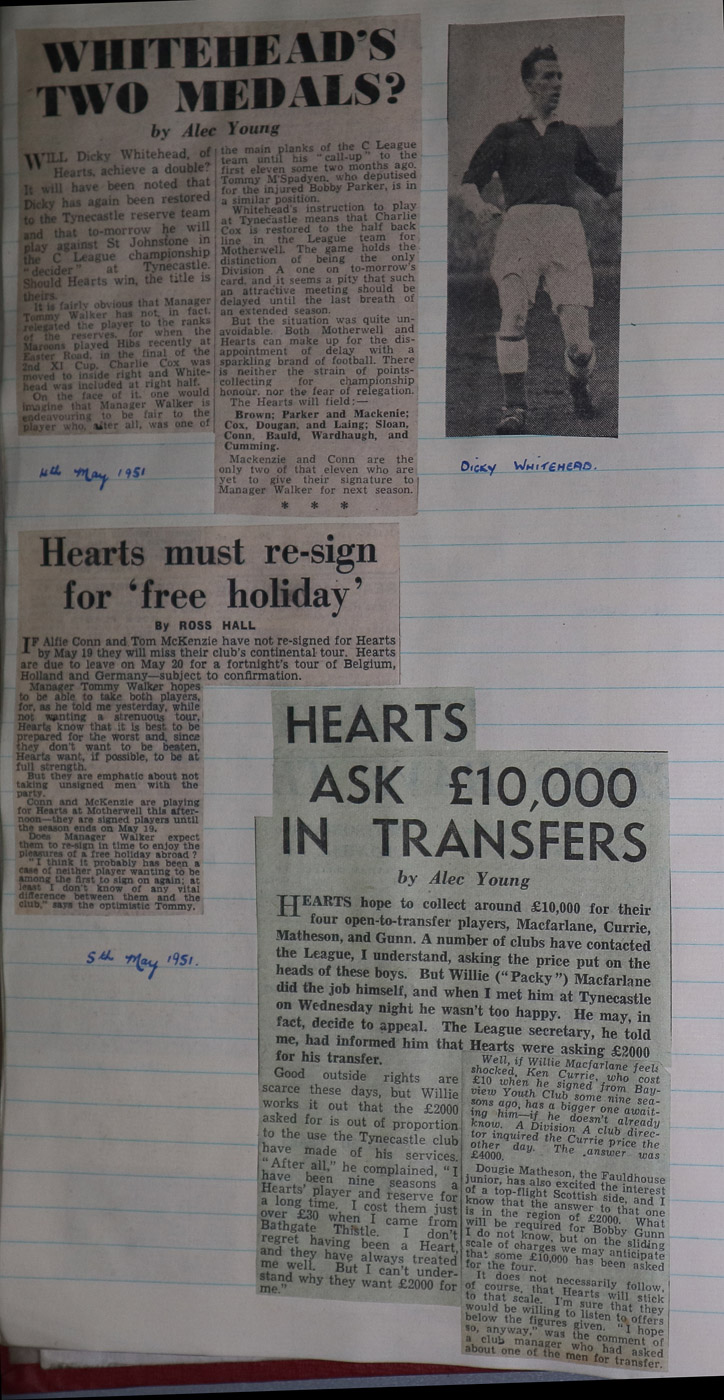 WHITEHEAD'S
TWO MEDALS?
by Alec Young
WILL Dicky Whitehead, of
Hearts, achieve a double?
It will have been noted that
Dicky has again been restored
to the Tynecastle reserve team
and that to-morrow he will
play against St Johnstone in
the C League championship
"decider" at Tynecastle.
Should Hearts win, the title is
theirs.
It is fairly obvious that Manager
Tommy Walker has not, in fact,
relegated the player to the ranks
of the reserves, for when the
Maroons played Hibs recently at
Easter Road, in the final of the
2nd XI Cup, Charlie Cox was
moved to inside right and White-
head was included at right half.
On the face of it, one would
imagine that Manager Walker is
endeavouring to be fair to the
player who, after all, was one of
the main planks of the C League
team until his "call-up" to the
first eleven some two months ago.
Tommy M'Spadyen, who deputised
for the injured Bobby Parker, is in
a similar position.
Whitehead's instruction to play
at Tynecastle means that Charlie
Cox is restored to the half back
line in the League team for
Motherwell. The game holds the
distinction of being the only
Division A one on to-morrow's
card, and it seems a pity that such
an attractive meeting should be
delayed until the last breath of
an extended season.
But the situation was quite un-
avoidable. Both Motherwell and
Hearts can make up for the dis-
appointment of delay with a
sparkling brand of football. There
is neither the strain of points-
collecting for championship
honour, nor the fear of relegation.
The Hearts will field:—
Brown; Parker and Mackenie;
Cox, Dougan, and Laing; Sloan,
Conn, Bauld, Wardhaugh, and
Cumming.
Mackenzie and Conn are the
only two of that eleven who are
yet to give their signature to
Manager Walker for next season.
* * *
4th May 1951
DICKY WHITEHEAD.
Hearts must re-sign
for 'free holiday'
By ROSS HALL
IF Alfie Conn and Tom McKenzie have not re-signed for Hearts
by May 19 they will miss their club's continental tour. Hearts
are due to leave on May 20 for a fortnight's tour of Belgium,
Holland and Germany—subject to confirmation.
Manager Tommy Walker hopes
to be able to take both players,
for, as he told me yesterday, while
not wanting a strenuous tour,
Hearts know that it is best to be
prepared for the worst and, since
they don't want to be beaten,
Hearts want, if possible, to be at
full strength.
But they are emphatic about not
taking unsigned men with the
party.
Conn and McKenzie are playing
for Hearts at Motherwell this after-
noon—they are signed players until
the season ends on May 19.
Does Manager Walker expect
them to re-sign in time to enjoy the
pleasures of a free holiday abroad?
"I think it probably has been a
case of neither player wanting to be
among the first to sign on again; at
least I don't know of any vital
difference between them and the
club," says the optimistic Tommy.
5th May 1951.
HEARTS
ASK £10,000
IN TRANSFERS
by Alec Young
HEARTS hope to collect around £10,000 for their
four open-to-transfer players, Macfarlane, Currie,
Matheson, and Gunn. A number of clubs have contacted
the League, I understand, asking the price put on the
heads of these boys. But Willie ("Packy") Macfarlane
did the job himself, and when I met him at Tynecastle
on Wednesday night he wasn't too happy. He may, in
fact, decide to appeal. The League secretary, he told
me, had informed him that Hearts were asking £2000
for his transfer.
Good outside rights are
scarce these days, but Willie
works it out that the £2000
asked for is out of proportion
to the use the Tynecastle club
have made of his services.
"After all," he complained, "I
have been nine seasons a
Hearts' player and reserve for
a long time. I cost them just
over £30 when I came from
Bathgate Thistle. I don't
regret having been a Heart,
and they have always treated
me well. But I can't under-
stand why they want £2000 for
me."
Well, if Willie Macfarlane feels
shocked, Ken Currie, who cost
£10 when he signed from Bay-
view Youth Club some nine sea-
sons ago, has a bigger one await-
ing him—if he doesn't already
know. A Division A club direc-
tor inquired the Currie price the
other day. The answer was
£4000.
Dougie Matheson, the Fauldhouse
junior, has also excited the interest
of a top-flight Scottish side, and I
know that the answer to that one
is in the region of £2000. What
will be required for Bobby Gunn
I do not know, but on the sliding
scale of charges we may anticipate
that some £10,000 has been asked
for the four.
It does not necessarily follow,
of course, that Hearts will stick
to that scale. I'm sure that they
would be willing to listen to offers
below the figures given. "I hope
so, anyway," was the comment of
a club manager who had asked
about one of the men for transfer.